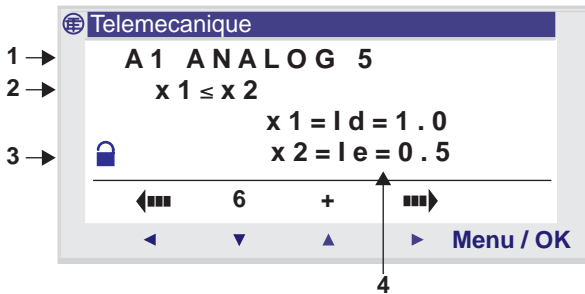 Telemecanique
1 A1 ANALOG 5
2 x1 ≤ x2
x1 = Id = 1.0
3 x2 = Ie = 0.5
6 +
Menu / OK
4